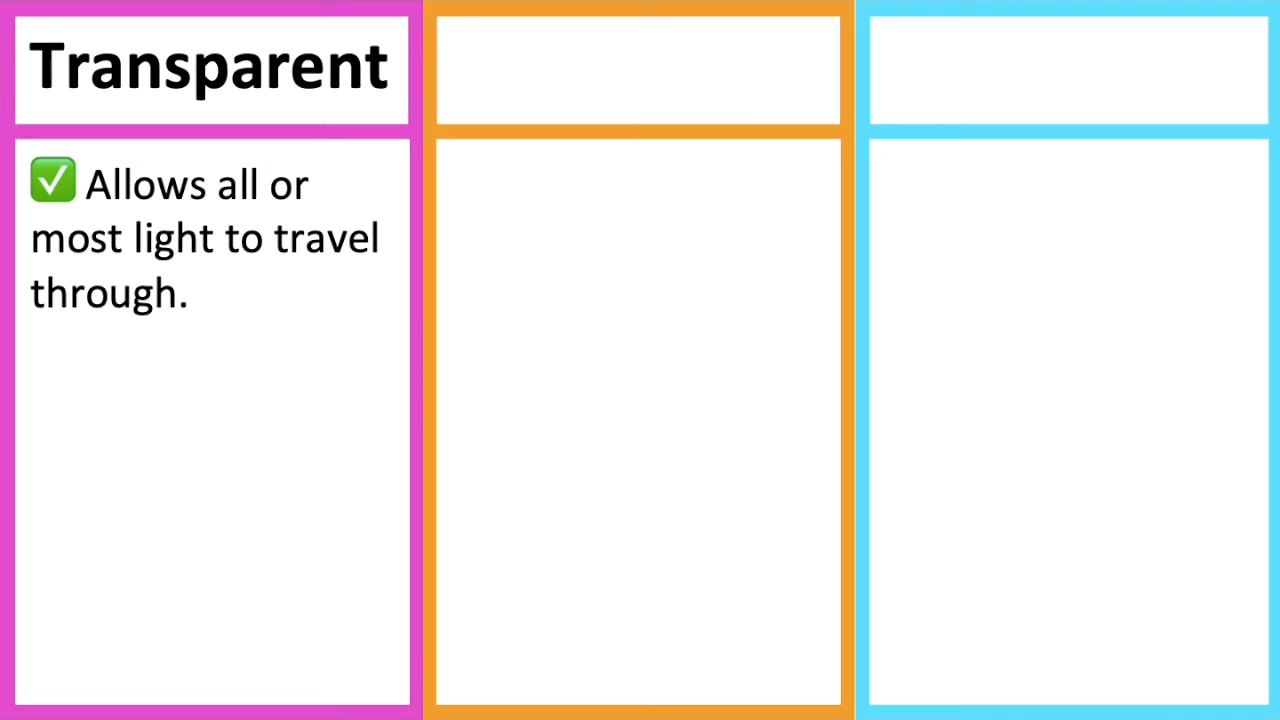 Transparent
✅ Allows all or
most light to travel
through.